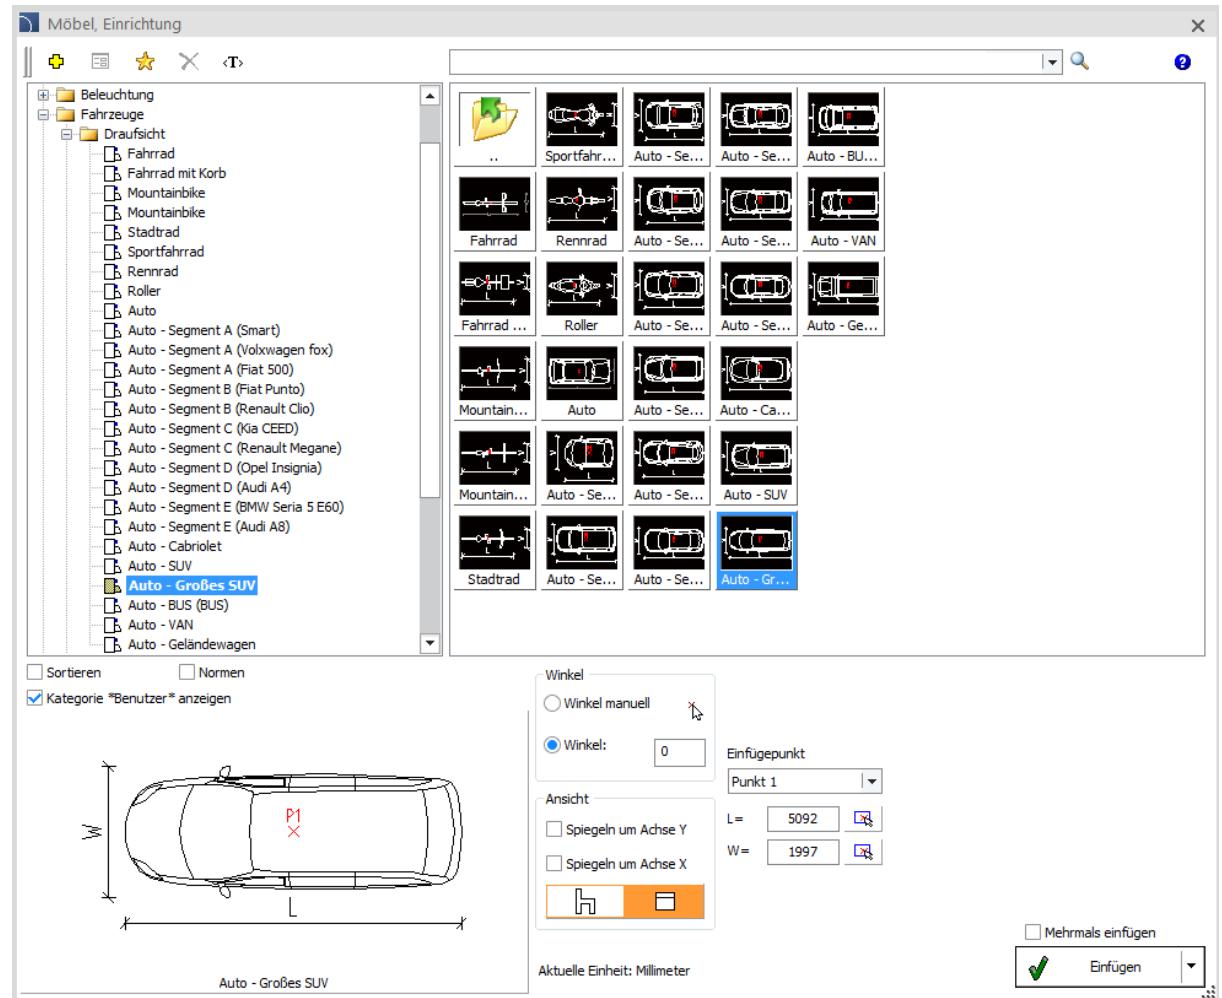 Möbel, Einrichtung
<T>
Beleuchtung
Fahrzeuge
Draufsicht
Fahrrad
Fahrrad mit Korb
Mountainbike
Mountainbike
Stadtrad
Sportfahrrad
Rennrad
Roller
Auto
Auto - Segment A (Smart)
Auto - Segment A (Volxwagen fox)
Auto - Segment A (Fiat 500)
Auto - Segment B (Fiat Punto)
Auto - Segment B (Renault Clio)
Auto - Segment C (Kia CEED)
Auto - Segment C (Renault Megane)
Auto - Segment D (Opel Insignia)
Auto - Segment D (Audi A4)
Auto - Segment E (BMW Seria 5 E60)
Auto - Segment E (Audi A8)
Auto - Cabriolet
Auto - SUV
Auto - Großes SUV
Auto - BUS (BUS)
Auto - VAN
Auto - Geländewagen
.. Sportfahr... Auto - Se... Auto - Se... Auto - BU...
Fahrrad Rennrad Auto - Se... Auto - Se... Auto - VAN
Fahrrad ... Roller Auto - Se... Auto - Se... Auto - Ge...
Mountain... Auto Auto - Se... Auto - Ca...
Mountain... Auto - Se... Auto - Se... Auto - SUV
Stadtrad Auto - Se... Auto - Se... Auto - Gr...
Sortieren Normen
Kategorie *Benutzer* anzeigen
W
P1
L
Auto - Großes SUV
Winkel
Winkel manuell
Winkel: 0
Ansicht
Spiegeln um Achse Y
Spiegeln um Achse X
Aktuelle Einheit: Millimeter
Einfügepunkt
Punkt 1
L= 5092
W= 1997
Mehrmals einfügen
Einfügen